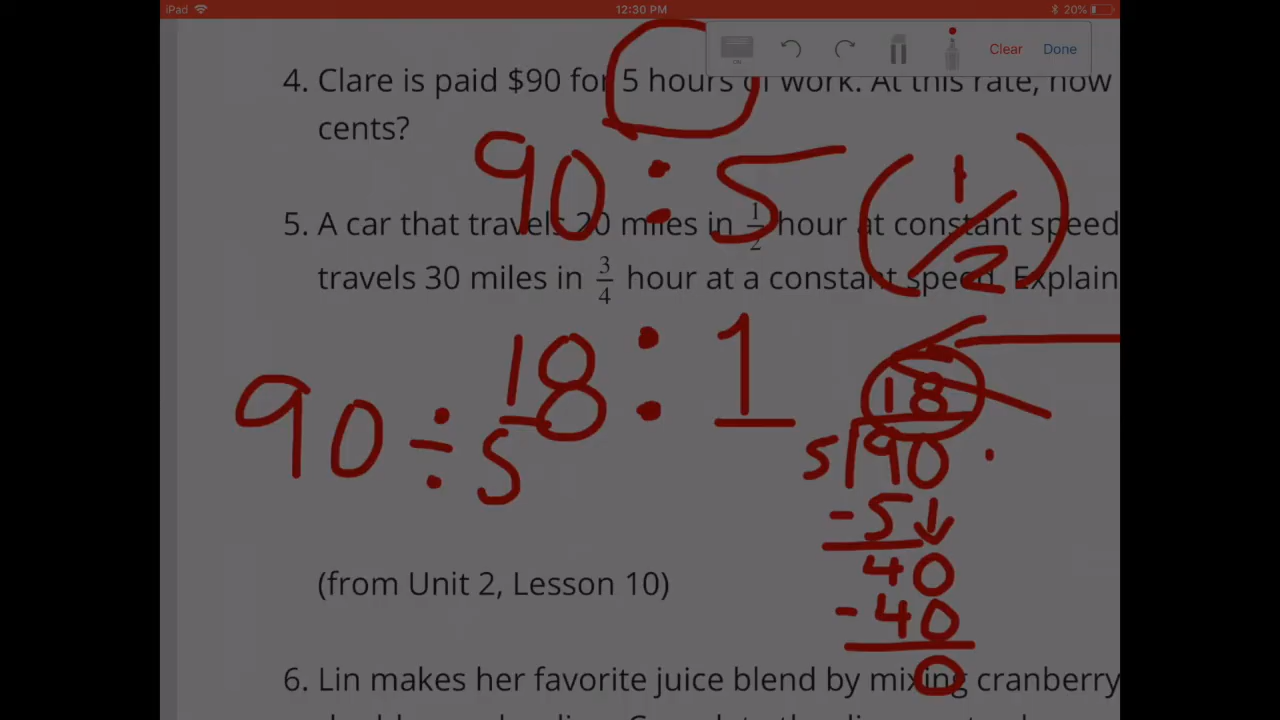 iPad 12:30 PM 20%
ON Clear Done
4. Clare is paid $90 for 5 hours of work. At this rate, how
cents?
90 : 5 (1/2)
5. A car that travels 20 miles in 1/2 hour at constant speed
travels 30 miles in 3/4 hour at a constant speed. Explain
18 : 1
90 ÷ 5
18
5 90 .
- 5 ↓
40
- 40
0
(from Unit 2, Lesson 10)
6. Lin makes her favorite juice blend by mixing cranberry